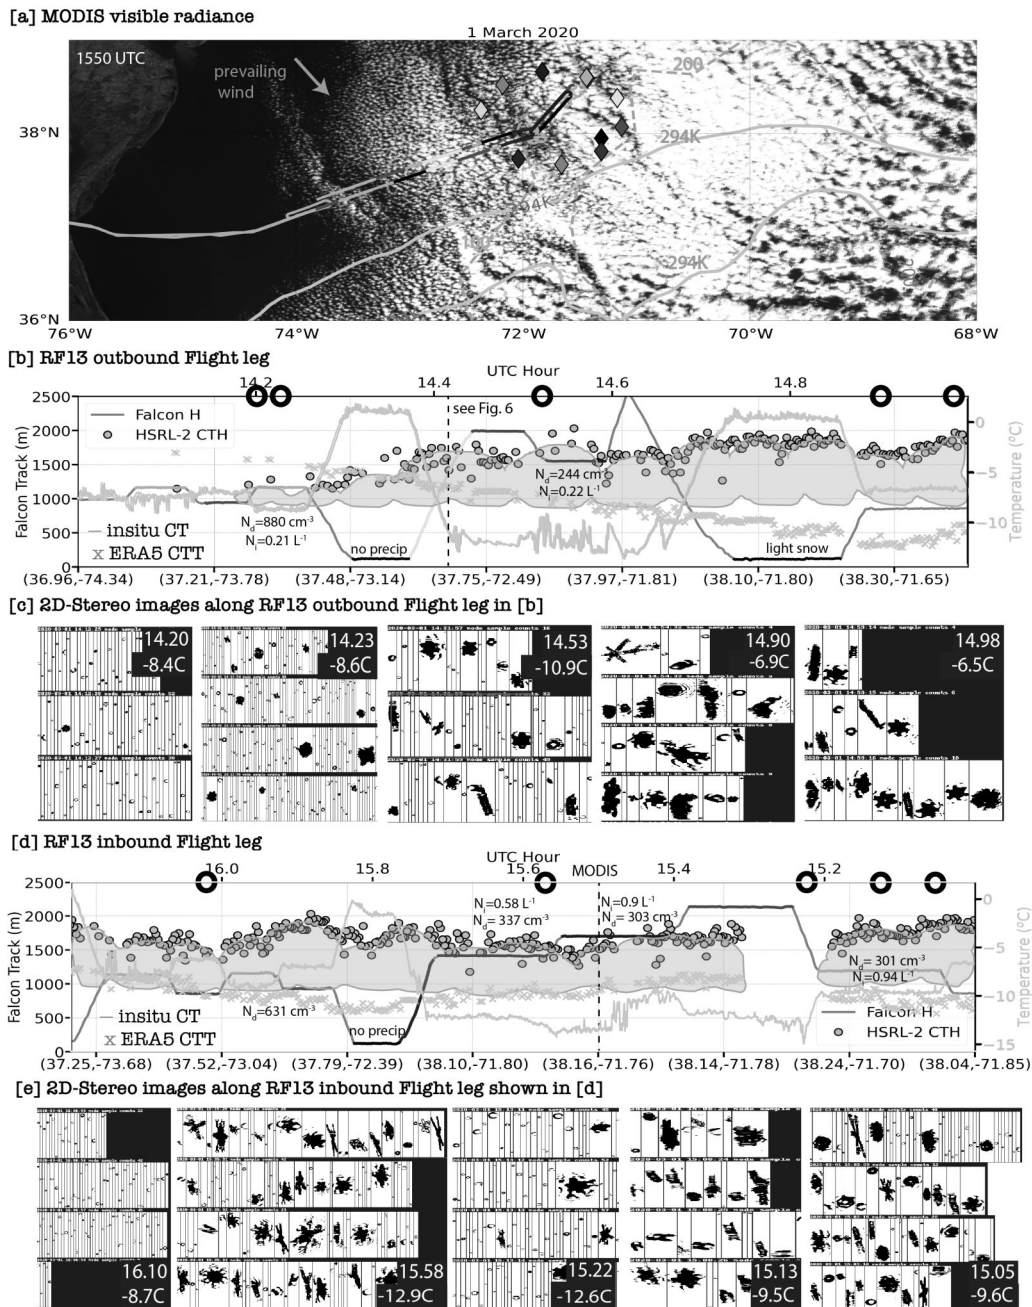 [a] MODIS visible radiance
1 March 2020
1550 UTC
prevailing
wind
200
294K
294K
294K
38°N
36°N
76°W
74°W
72°W
70°W
68°W
[b] RF13 outbound Flight leg
UTC Hour
14.2
14.4
14.6
14.8
2500
2000
1500
1000
500
0
Falcon Track (m)
Falcon H
HSRL-2 CTH
see Fig. 6
Nd=244 cm-3
Ni=0.22 L-1
Nd=880 cm-3
Ni=0.21 L-1
insitu CT
ERA5 CTT
no precip
light snow
0
−5
−10
Temperature (°C)
(36.96,-74.34)
(37.21,-73.78)
(37.48,-73.14)
(37.75,-72.49)
(37.97,-71.81)
(38.10,-71.80)
(38.30,-71.65)
[c] 2D-Stereo images along RF13 outbound Flight leg in [b]
14.20
-8.4C
14.23
-8.6C
14.53
-10.9C
14.90
-6.9C
14.98
-6.5C
[d] RF13 inbound Flight leg
UTC Hour
16.0
15.8
15.6
MODIS
15.4
15.2
2500
2000
1500
1000
500
0
Falcon Track (m)
Ni=0.58 L-1
Nd= 337 cm-3
Ni=0.9 L-1
Nd= 303 cm-3
Nd= 301 cm-3
Ni=0.94 L-1
Nd=631 cm-3
insitu CT
ERA5 CTT
no precip
Falcon H
HSRL-2 CTH
0
−5
−10
−15
Temperature (°C)
(37.25,-73.68)
(37.52,-73.04)
(37.79,-72.39)
(38.10,-71.80)
(38.16,-71.76)
(38.14,-71.78)
(38.24,-71.70)
(38.04,-71.85)
[e] 2D-Stereo images along RF13 inbound Flight leg shown in [d]
16.10
-8.7C
15.58
-12.9C
15.22
-12.6C
15.13
-9.5C
15.05
-9.6C